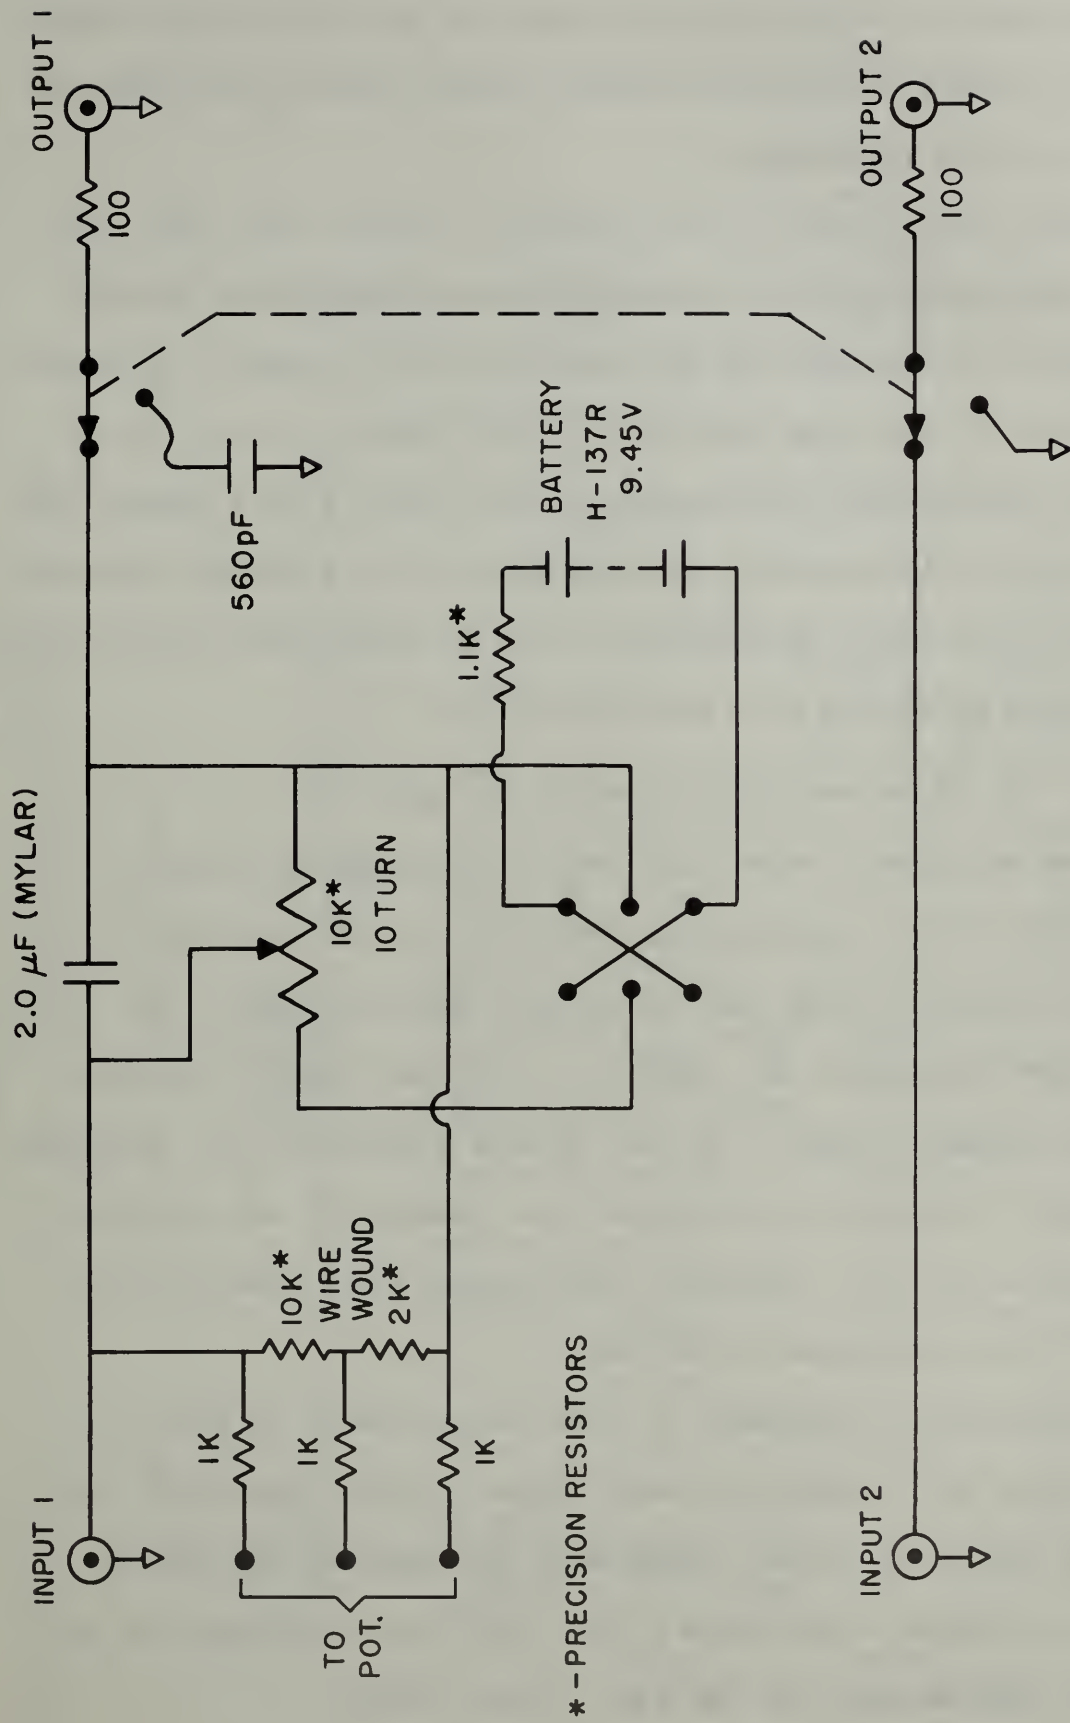 INPUT 1
2.0 μF (MYLAR)
OUTPUT 1
100
560pF
1K
1K
1K
TO
POT.
10K*
WIRE
WOUND
2K*
10K*
10 TURN
1.1K*
BATTERY
H-137R
9.45V
*-PRECISION RESISTORS
INPUT 2
OUTPUT 2
100